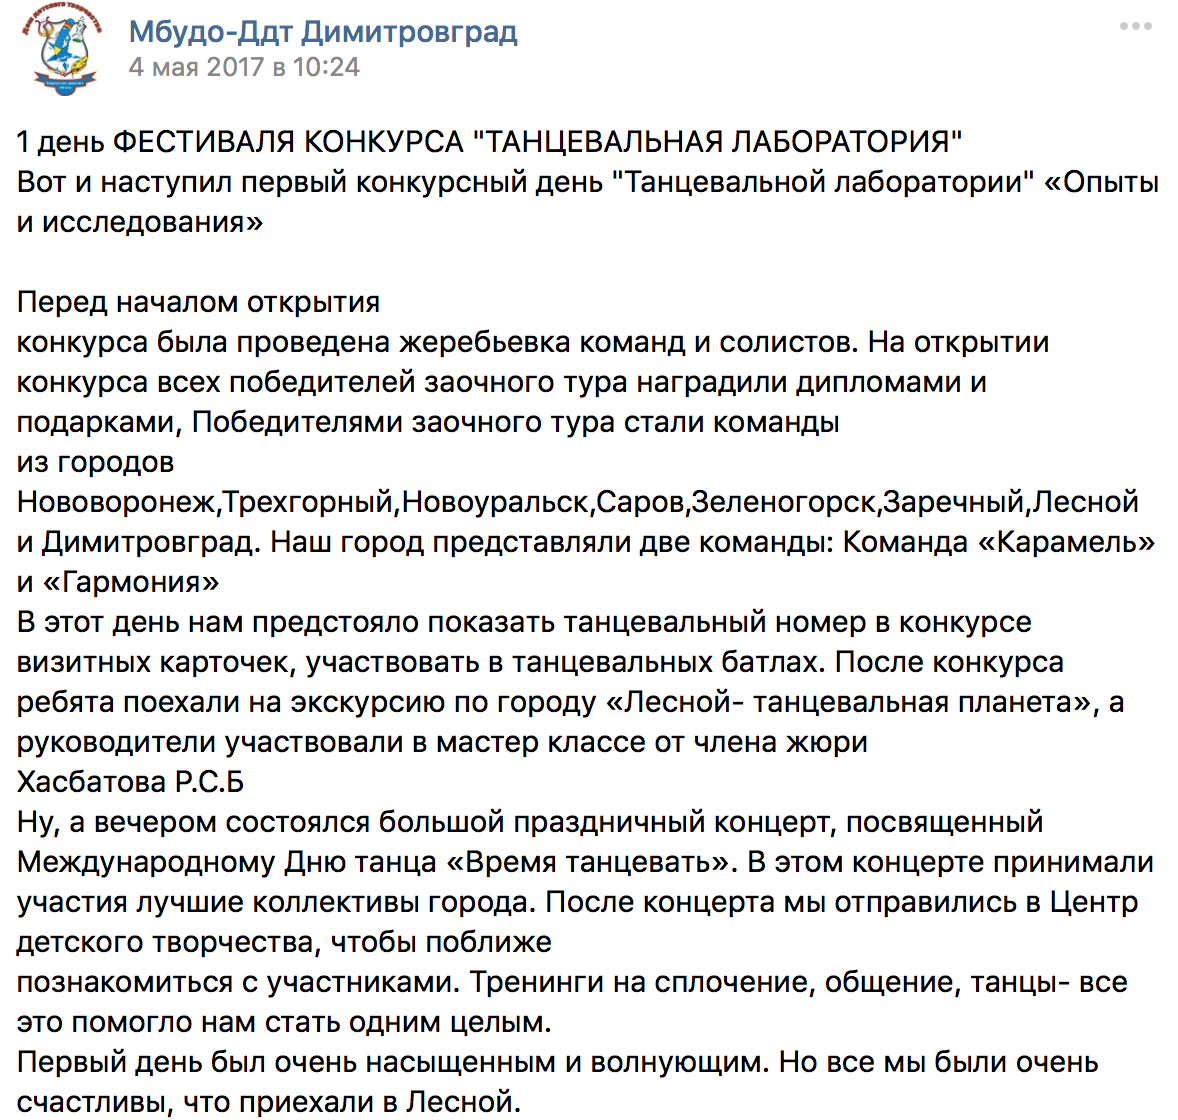 Дом детского творчества
Мбудо-Ддт Димитровград
4 мая 2017 в 10:24
1 день ФЕСТИВАЛЯ КОНКУРСА "ТАНЦЕВАЛЬНАЯ ЛАБОРАТОРИЯ"
Вот и наступил первый конкурсный день "Танцевальной лаборатории" «Опыты
и исследования»
Перед началом открытия
конкурса была проведена жеребьевка команд и солистов. На открытии
конкурса всех победителей заочного тура наградили дипломами и
подарками, Победителями заочного тура стали команды
из городов
Нововоронеж,Трехгорный,Новоуральск,Саров,Зеленогорск,Заречный,Лесной
и Димитровград. Наш город представляли две команды: Команда «Карамель»
и «Гармония»
В этот день нам предстояло показать танцевальный номер в конкурсе
визитных карточек, участвовать в танцевальных батлах. После конкурса
ребята поехали на экскурсию по городу «Лесной- танцевальная планета», а
руководители участвовали в мастер классе от члена жюри
Хасбатова Р.С.Б
Ну, а вечером состоялся большой праздничный концерт, посвященный
Международному Дню танца «Время танцевать». В этом концерте принимали
участия лучшие коллективы города. После концерта мы отправились в Центр
детского творчества, чтобы поближе
познакомиться с участниками. Тренинги на сплочение, общение, танцы- все
это помогло нам стать одним целым.
Первый день был очень насыщенным и волнующим. Но все мы были очень
счастливы, что приехали в Лесной.